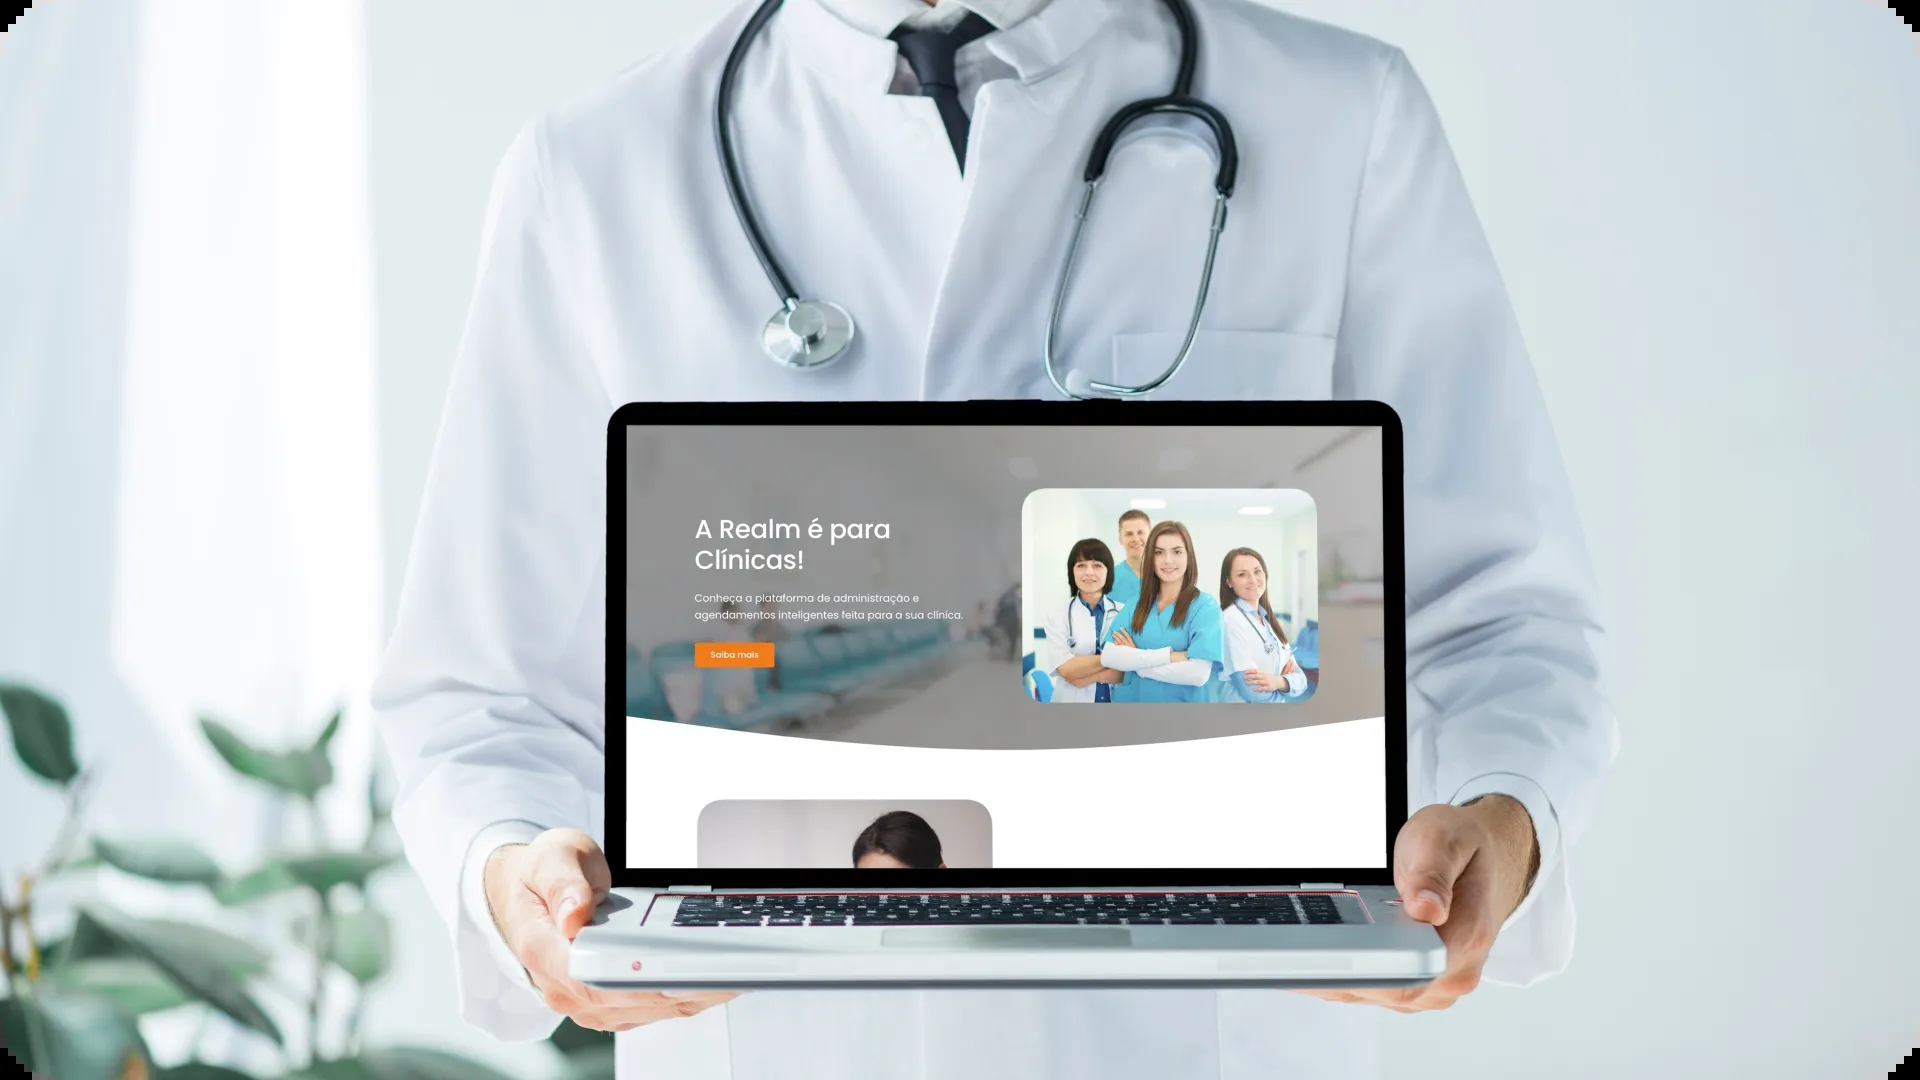 A Realm é para
Clínicas!
Conheça a plataforma de administração e
agendamentos inteligentes feita para a sua clínica.
Saiba mais